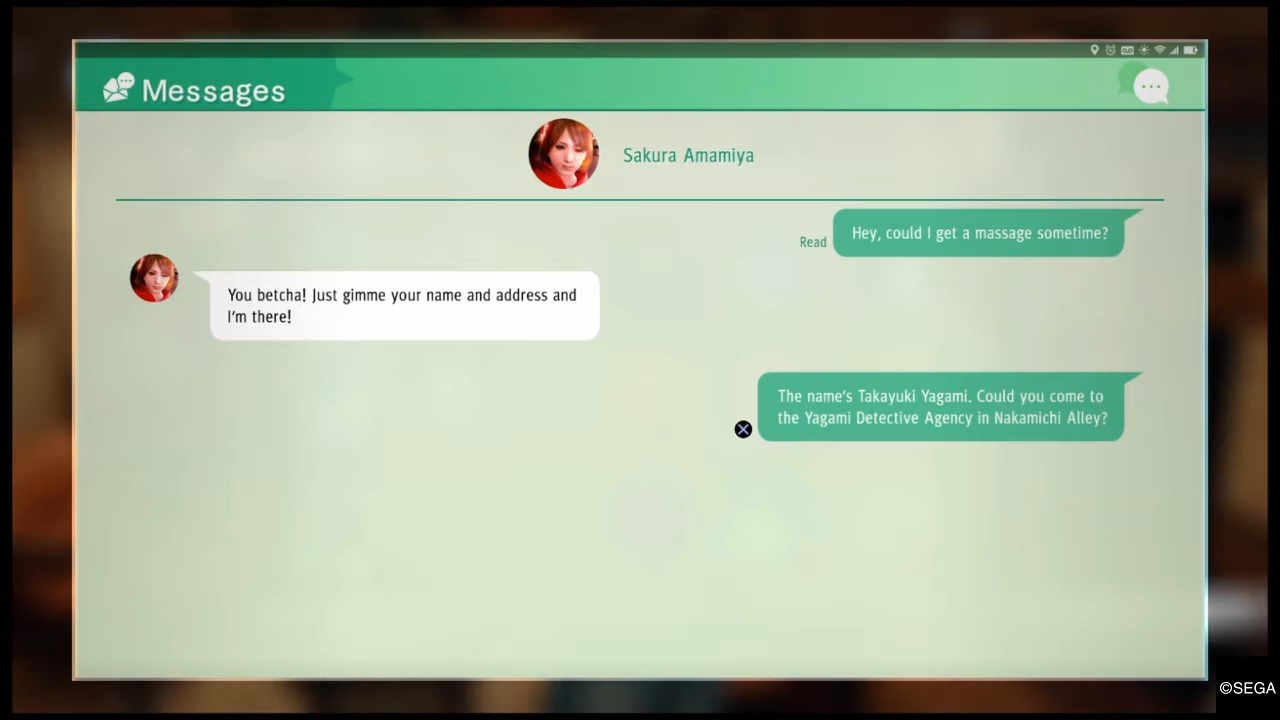 Messages
Sakura Amamiya
Hey, could I get a massage sometime?
Read
You betcha! Just gimme your name and address and
I'm there!
The name's Takayuki Yagami. Could you come to
the Yagami Detective Agency in Nakamichi Alley?
©SEGA